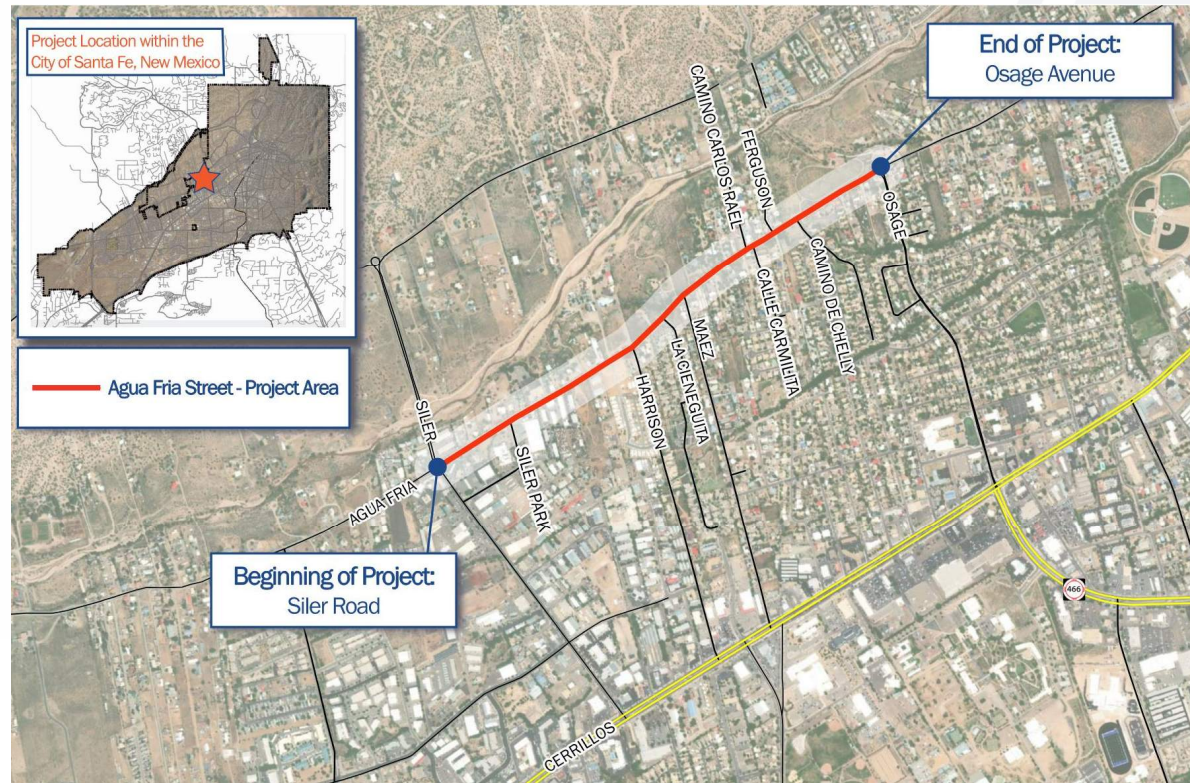 Project Location within the
City of Santa Fe, New Mexico
Agua Fria Street - Project Area
End of Project:
Osage Avenue
CAMINO CARLOS RAEL
FERGUSON
OSAGE
CAMINO DE CHELLY
CALLE CARMILITA
MAEZ
LA CIENEGUITA
HARRISON
SILER
SILER PARK
AGUA FRIA
Beginning of Project:
Siler Road
466
CERRILLOS